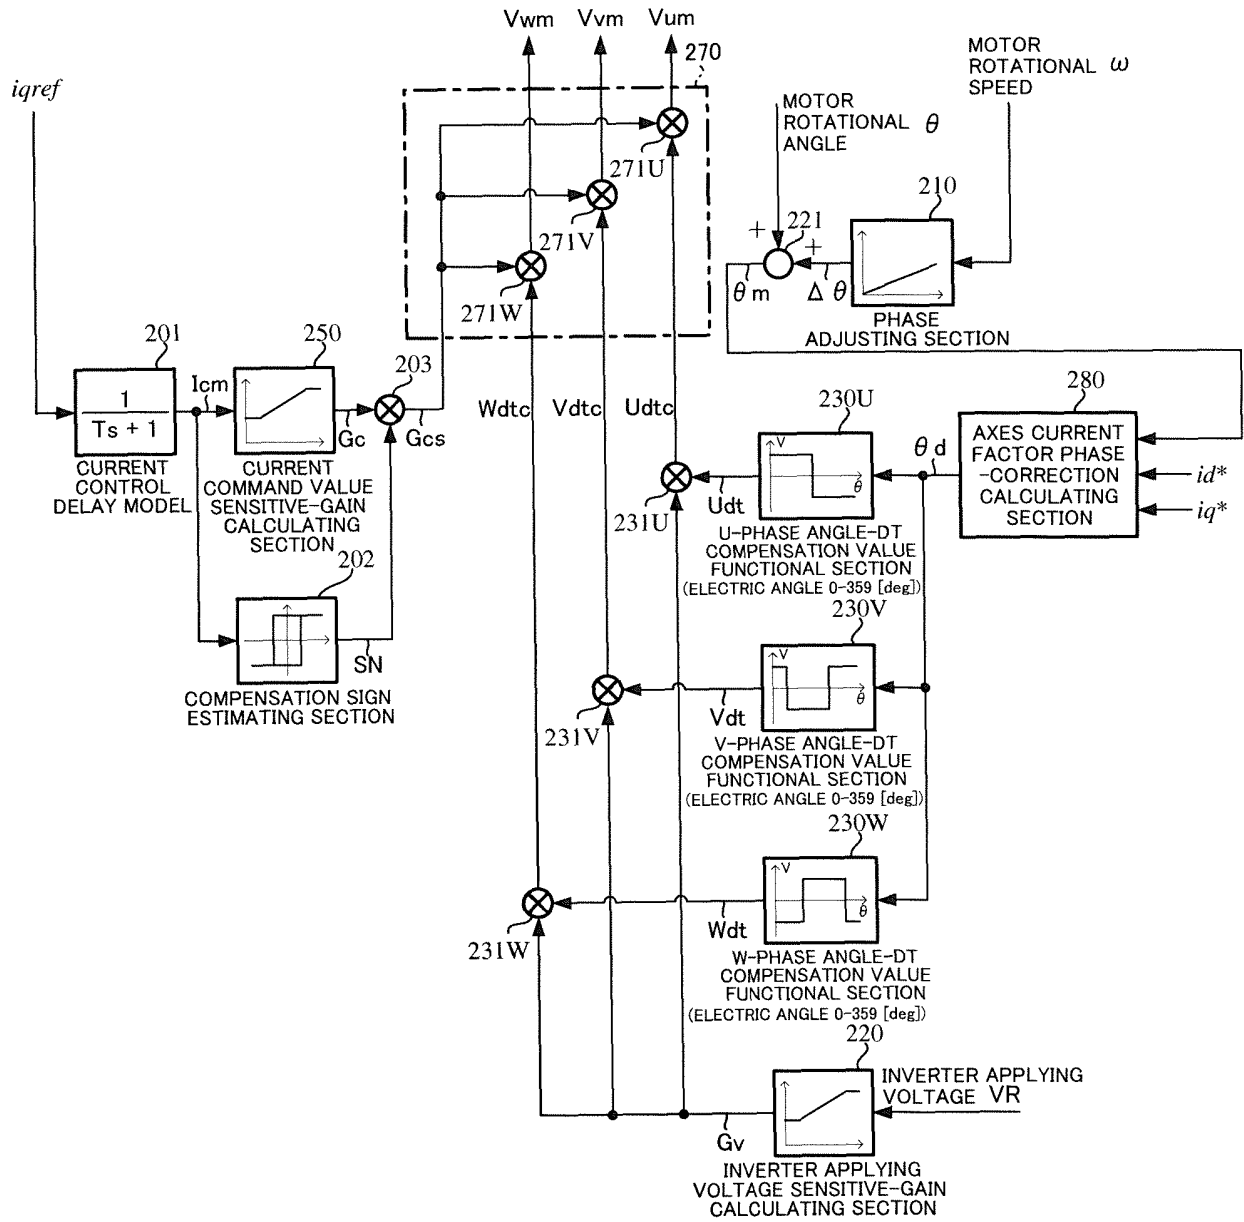 Vwm
Vvm
Vum
270
iqref
MOTOR
ROTATIONAL ω
SPEED
MOTOR
ROTATIONAL θ
ANGLE
271U
271V
271W
210
221
+
+
θm
Δθ
PHASE
ADJUSTING SECTION
201
250
203
1
Ts + 1
Icm
Gc
Gcs
CURRENT
CONTROL
DELAY MODEL
CURRENT
COMMAND VALUE
SENSITIVE-GAIN
CALCULATING
SECTION
202
SN
COMPENSATION SIGN
ESTIMATING SECTION
Wdtc
Vdtc
Udtc
230U
V
θ
280
AXES CURRENT
FACTOR PHASE
-CORRECTION
CALCULATING
SECTION
θd
id*
iq*
231U
Udt
U-PHASE ANGLE-DT
COMPENSATION VALUE
FUNCTIONAL SECTION
(ELECTRIC ANGLE 0-359 [deg])
230V
V
θ
231V
Vdt
V-PHASE ANGLE-DT
COMPENSATION VALUE
FUNCTIONAL SECTION
(ELECTRIC ANGLE 0-359 [deg])
230W
V
θ
231W
Wdt
W-PHASE ANGLE-DT
COMPENSATION VALUE
FUNCTIONAL SECTION
(ELECTRIC ANGLE 0-359 [deg])
220
INVERTER APPLYING
VOLTAGE VR
Gv
INVERTER APPLYING
VOLTAGE SENSITIVE-GAIN
CALCULATING SECTION